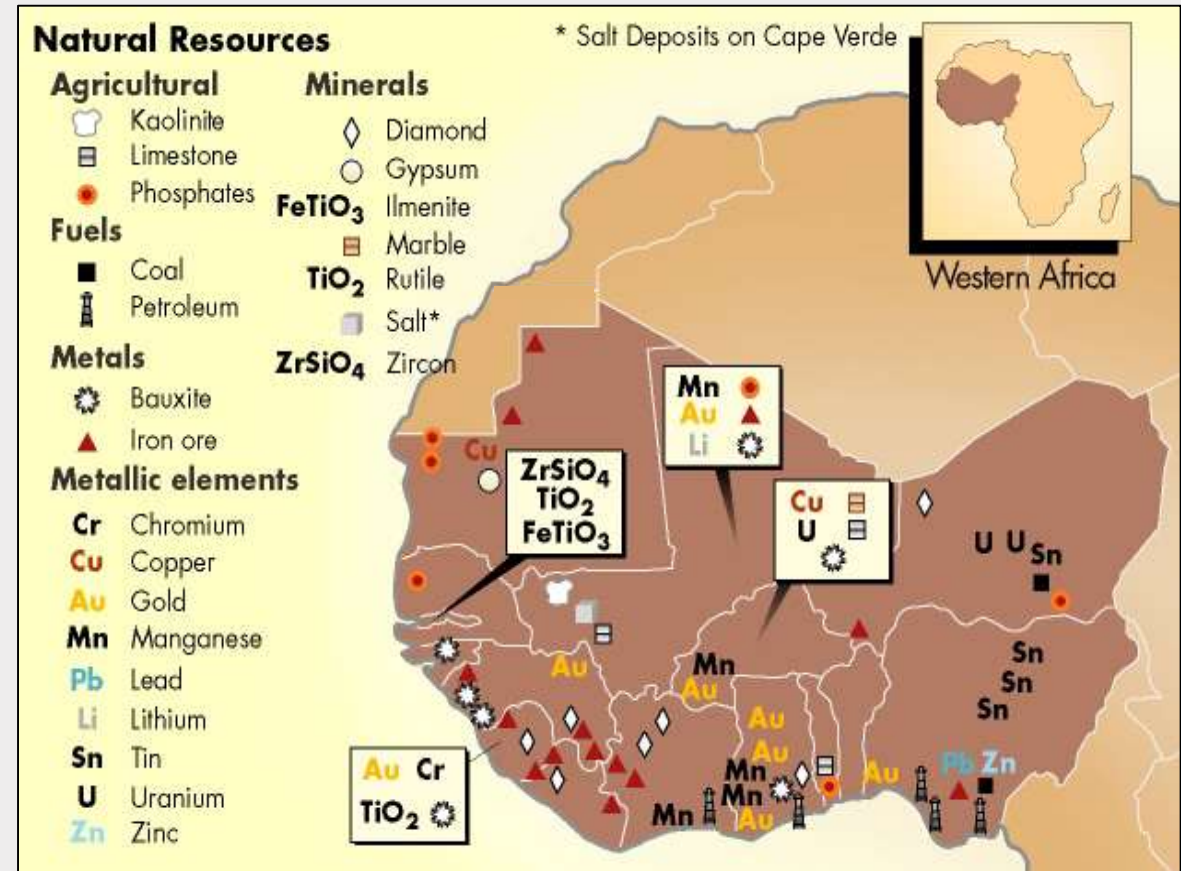 Natural Resources
* Salt Deposits on Cape Verde
Agricultural
Kaolinite
Limestone
Phosphates
Fuels
Coal
Petroleum
Metals
Bauxite
Iron ore
Metallic elements
Cr Chromium
Cu Copper
Au Gold
Mn Manganese
Pb Lead
Li Lithium
Sn Tin
U Uranium
Zn Zinc
Minerals
Diamond
Gypsum
FeTiO₃ Ilmenite
Marble
TiO₂ Rutile
Salt*
ZrSiO₄ Zircon
Western Africa
Mn
Au
Li
Cu
ZrSiO₄
TiO₂
FeTiO₃
Cu
U
U U
Sn
Au
Mn
Au
Sn
Sn
Sn
Au
Au
Mn
Mn
Au
Mn
Au
Pb Zn
Au Cr
TiO₂